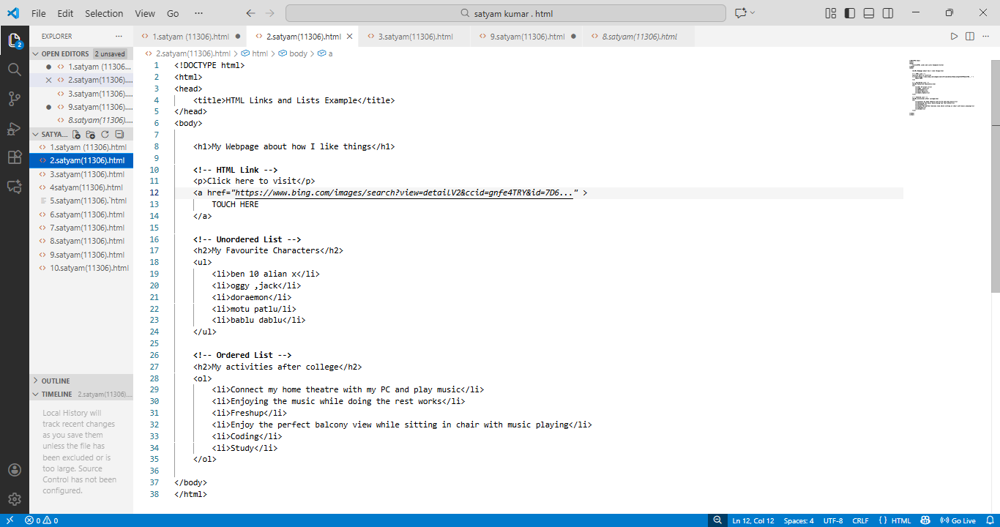 File Edit Selection View Go ··· satyam kumar . html
EXPLORER ···
OPEN EDITORS 2 unsaved
1.satyam (11306...
2.satyam(11306)....
3.satyam(11306)....
9.satyam(11306)....
8.satyam(11306)....
SATYA...
1.satyam (11306).html
2.satyam(11306).html
3.satyam(11306).html
4satyam(11306).html
5.satyam(11306).`html
6.satyam(11306).html
7.satyam(11306).html
8.satyam(11306).html
9.satyam(11306).html
10.satyam(11306).html
OUTLINE
TIMELINE 2.satyam(11306)....
Local History will
track recent changes
as you save them
unless the file has
been excluded or is
too large. Source
Control has not been
configured.
1.satyam (11306).html 2.satyam(11306).html 3.satyam(11306).html 9.satyam(11306).html 8.satyam(11306).html
2.satyam(11306).html > html > body > a
1 <!DOCTYPE html>
2 <html>
3 <head>
4 <title>HTML Links and Lists Example</title>
5 </head>
6 <body>
7
8 <h1>My Webpage about how I like things</h1>
9
10 <!-- HTML Link -->
11 <p>Click here to visit</p>
12 <a href="https://www.bing.com/images/search?view=detailV2&ccid=gnfe4TRY&id=7D6..." >
13 TOUCH HERE
14 </a>
15
16 <!-- Unordered List -->
17 <h2>My Favourite Characters</h2>
18 <ul>
19 <li>ben 10 alian x</li>
20 <li>oggy ,jack</li>
21 <li>doraemon</li>
22 <li>motu patlu/li>
23 <li>bablu dablu</li>
24 </ul>
25
26 <!-- Ordered List -->
27 <h2>My activities after college</h2>
28 <ol>
29 <li>Connect my home theatre with my PC and play music</li>
30 <li>Enjoying the music while doing the rest works</li>
31 <li>Freshup</li>
32 <li>Enjoy the perfect balcony view while sitting in chair with music playing</li>
33 <li>Coding</li>
34 <li>Study</li>
35 </ol>
36
37 </body>
38 </html>
2
0 0 Ln 12, Col 12 Spaces: 4 UTF-8 CRLF { } HTML Go Live